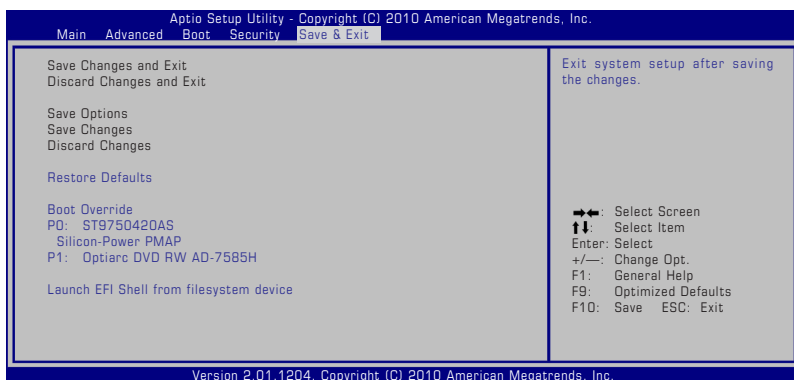 Aptio Setup Utility - Copyright (C) 2010 American Megatrends, Inc.
Main Advanced Boot Security Save & Exit
Save Changes and Exit
Discard Changes and Exit
Save Options
Save Changes
Discard Changes
Restore Defaults
Boot Override
P0: ST9750420AS
Silicon-Power PMAP
P1: Optiarc DVD RW AD-7585H
Launch EFI Shell from filesystem device
Exit system setup after saving
the changes.
→←: Select Screen
↑↓: Select Item
Enter: Select
+/—: Change Opt.
F1: General Help
F9: Optimized Defaults
F10: Save ESC: Exit
Version 2.01.1204. Copyright (C) 2010 American Megatrends, Inc.